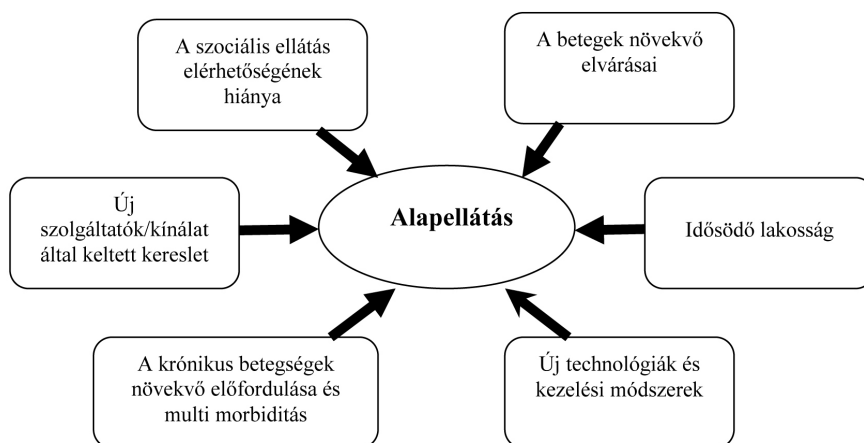 A szociális ellátás
elérhetőségének
hiánya
A betegek növekvő
elvárásai
Új
szolgáltatók/kínálat
által keltett kereslet
Alapellátás
Idősödő lakosság
A krónikus betegségek
növekvő előfordulása és
multi morbiditás
Új technológiák és
kezelési módszerek